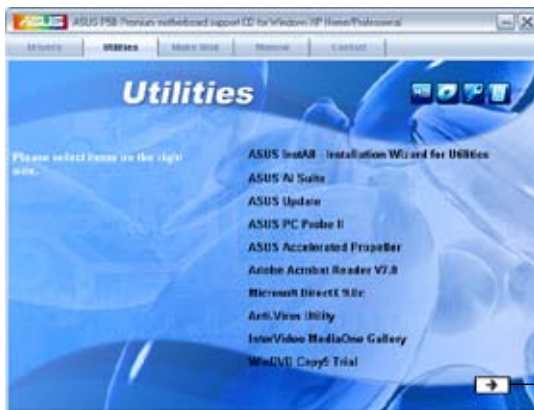 ASUS P5B Premium motherboard support CD for Windows XP Home/Professional
Drivers Utilities Make Disk Manual Contact
Utilities
Please select items on the right side.
ASUS InstAll - Installation Wizard for Utilities
ASUS AI Suite
ASUS Update
ASUS PC Probe II
ASUS Accelerated Propeller
Adobe Acrobat Reader V7.0
Microsoft DirectX 9.0c
Anti-Virus Utility
InterVideo MediaOne Gallery
WinDVD Copy5 Trial